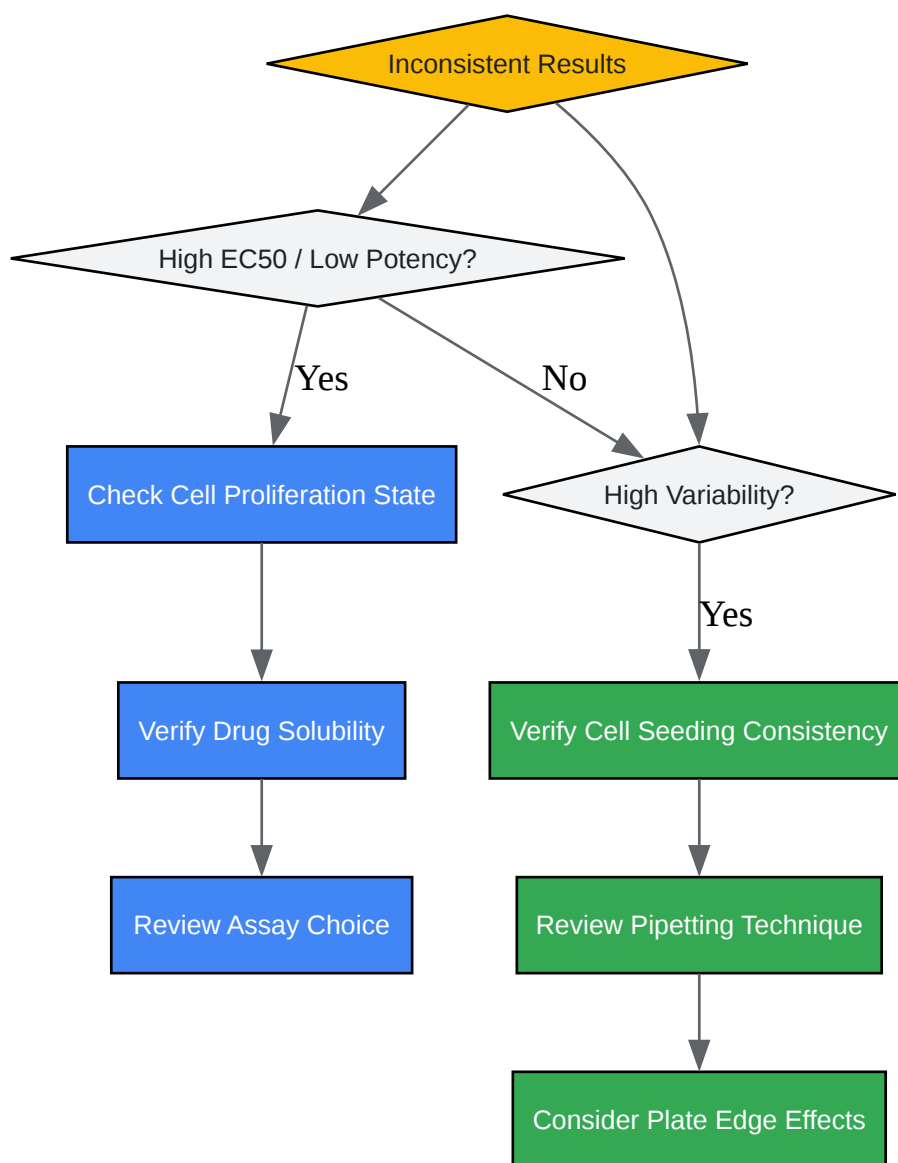 Inconsistent Results
High EC50 / Low Potency?
Yes
No
Check Cell Proliferation State
High Variability?
Yes
Verify Drug Solubility
Verify Cell Seeding Consistency
Review Assay Choice
Review Pipetting Technique
Consider Plate Edge Effects